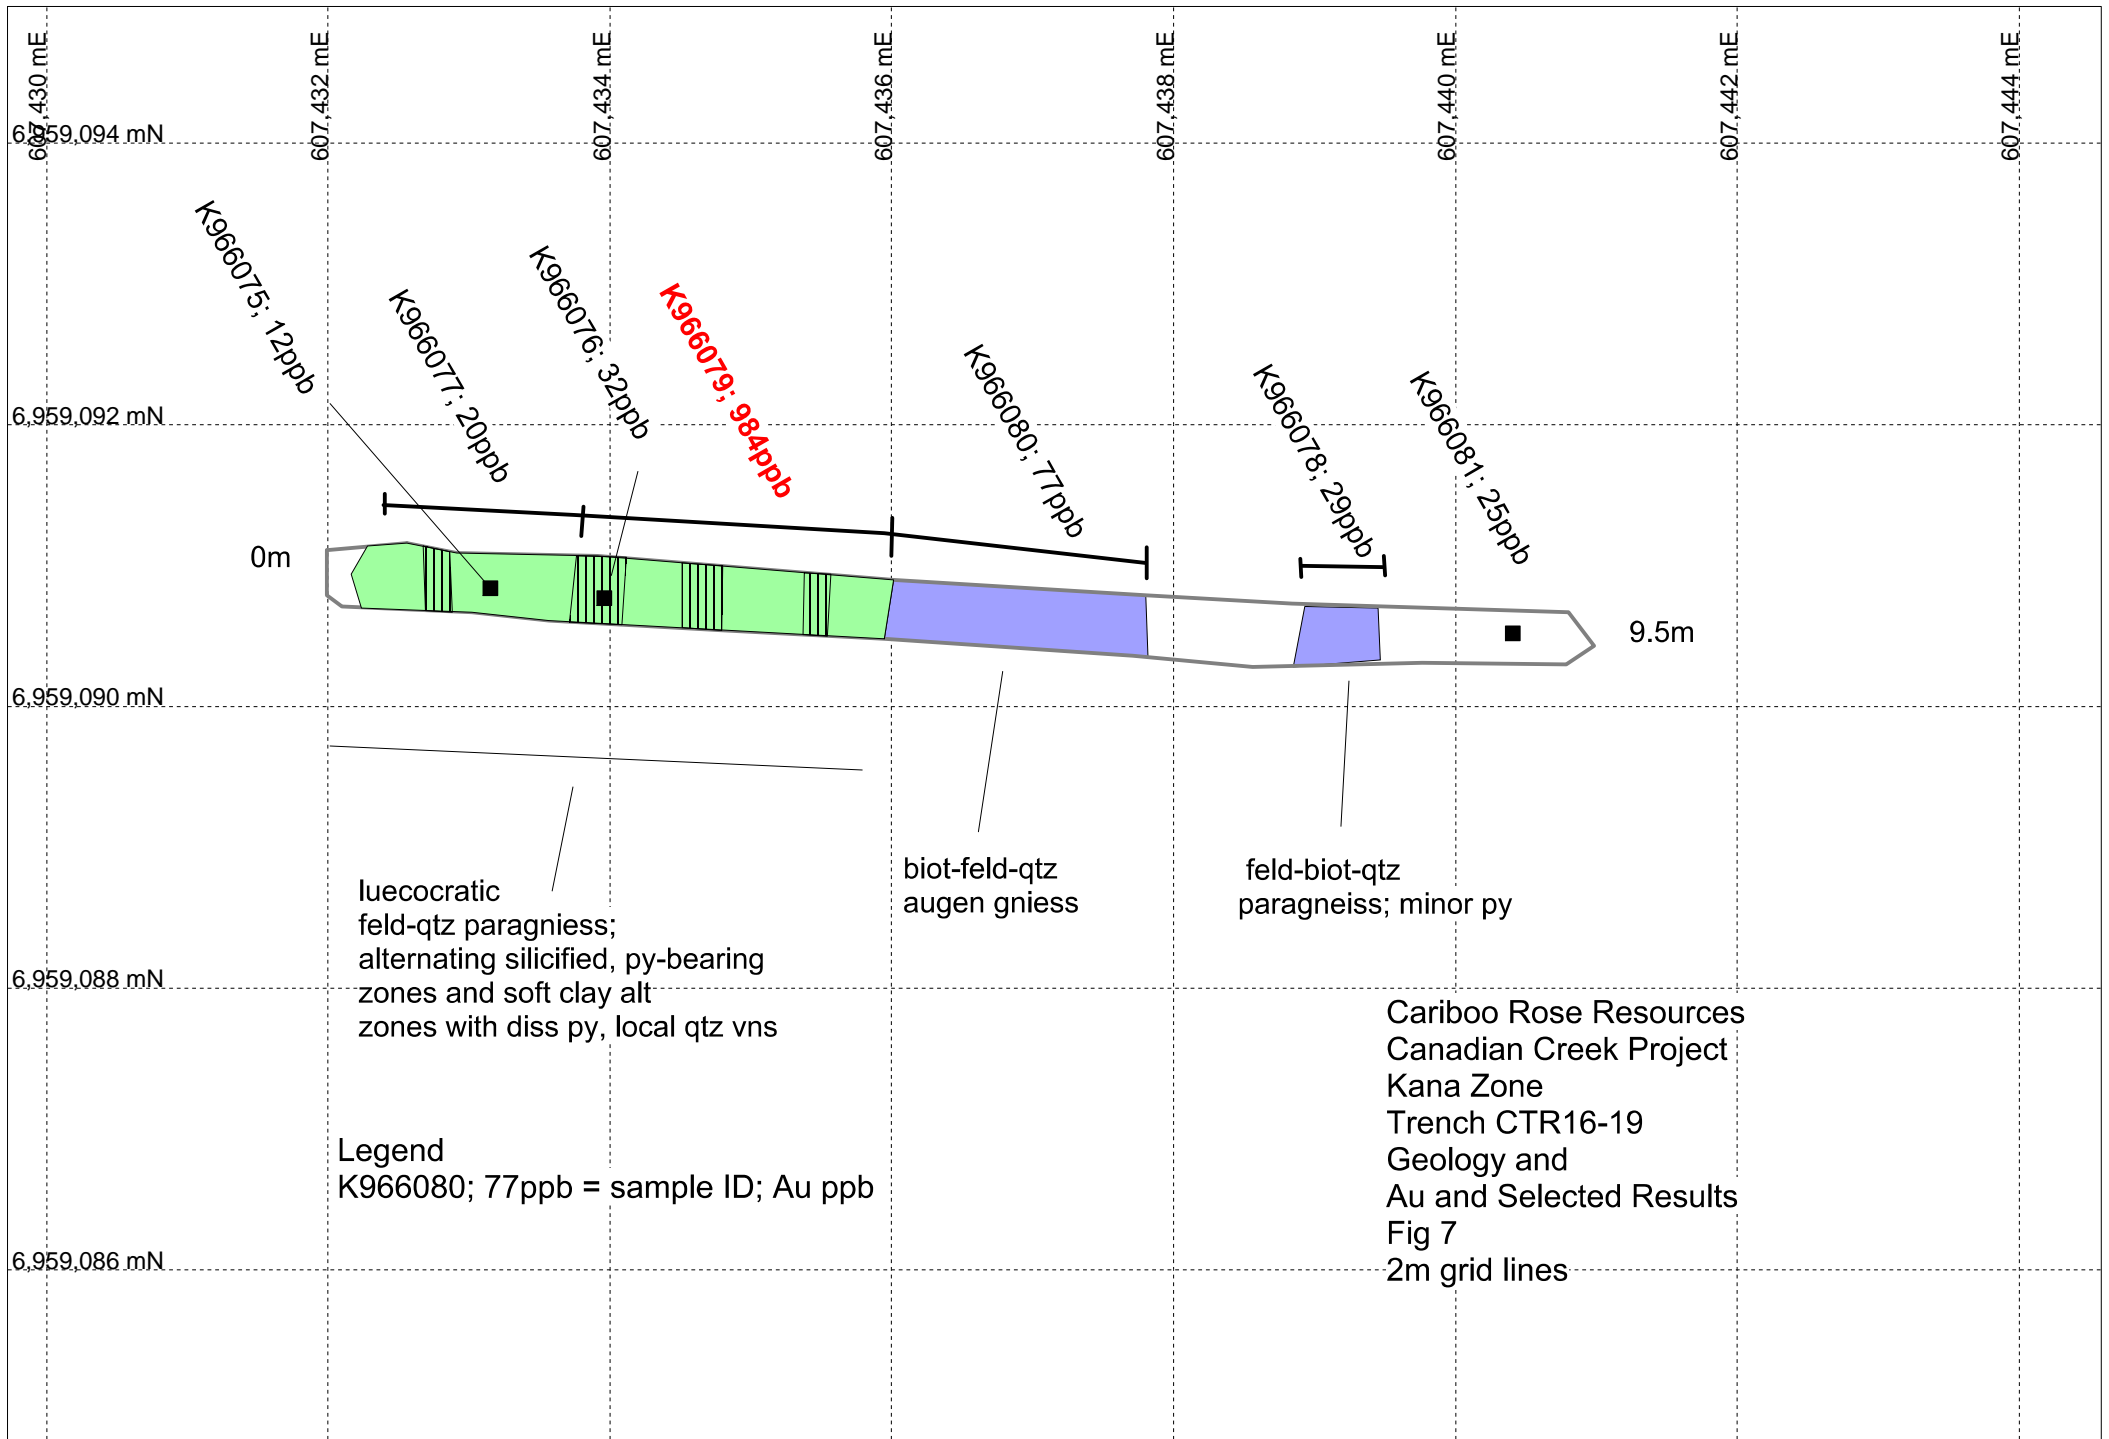 607,430 mE
607,432 mE
607,434 mE
607,436 mE
607,438 mE
607,440 mE
607,442 mE
607,444 mE
6,959,094 mN
6,959,092 mN
6,959,090 mN
6,959,088 mN
6,959,086 mN
K966075; 12ppb
K966077; 20ppb
K966076; 32ppb
K966079; 984ppb
K966080; 77ppb
K966078; 29ppb
K966081; 25ppb
0m
9.5m
luecocratic
feld-qtz paragniess;
alternating silicified, py-bearing
zones and soft clay alt
zones with diss py, local qtz vns
biot-feld-qtz
augen gniess
feld-biot-qtz
paragneiss; minor py
Legend
K966080; 77ppb = sample ID; Au ppb
Cariboo Rose Resources
Canadian Creek Project
Kana Zone
Trench CTR16-19
Geology and
Au and Selected Results
Fig 7
2m grid lines